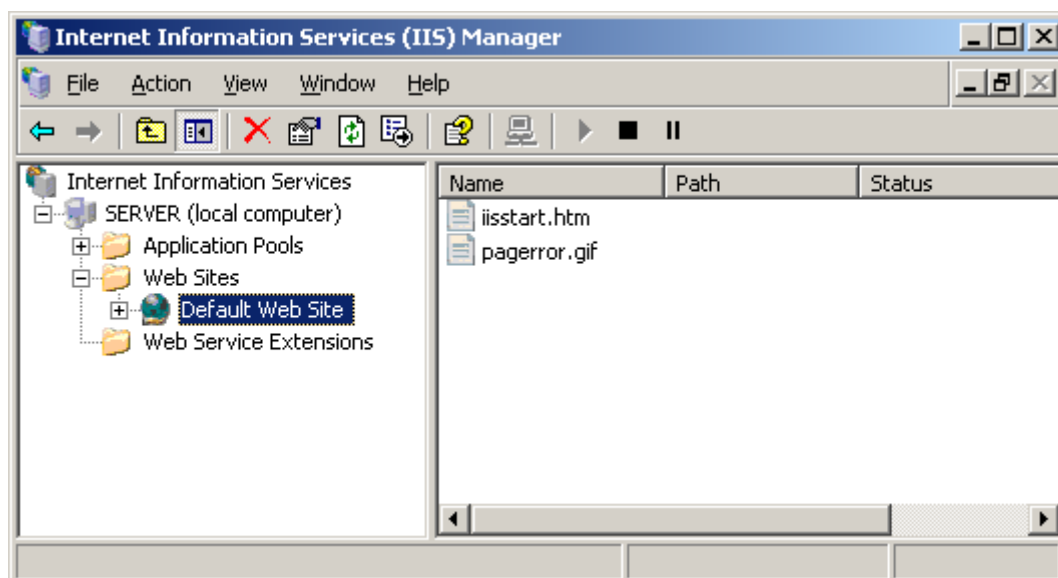 Internet Information Services (IIS) Manager
File Action View Window Help
Internet Information Services
SERVER (local computer)
Application Pools
Web Sites
Default Web Site
Web Service Extensions
Name Path Status
iisstart.htm
pagerror.gif